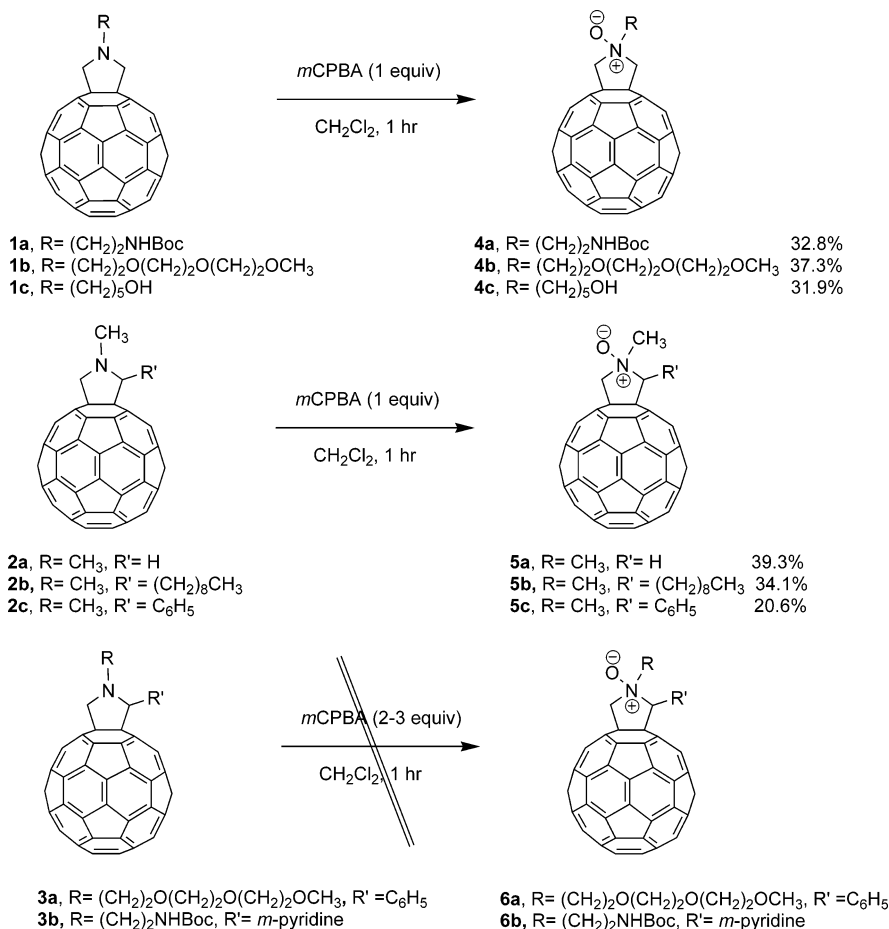 R
N
mCPBA (1 equiv)
CH₂Cl₂, 1 hr
⊖
O
R
N
⊕
1a, R= (CH₂)₂NHBoc
1b, R= (CH₂)₂O(CH₂)₂O(CH₂)₂OCH₃
1c, R= (CH₂)₅OH
4a, R= (CH₂)₂NHBoc 32.8%
4b, R= (CH₂)₂O(CH₂)₂O(CH₂)₂OCH₃ 37.3%
4c, R= (CH₂)₅OH 31.9%
CH₃
N
R'
mCPBA (1 equiv)
CH₂Cl₂, 1 hr
⊖
O
CH₃
N
⊕
R'
2a, R= CH₃, R'= H
2b, R= CH₃, R' = (CH₂)₈CH₃
2c, R= CH₃, R' = C₆H₅
5a, R= CH₃, R'= H 39.3%
5b, R= CH₃, R' = (CH₂)₈CH₃ 34.1%
5c, R= CH₃, R' = C₆H₅ 20.6%
R
N
R'
mCPBA (2-3 equiv)
CH₂Cl₂, 1 hr
⊖
O
R
N
⊕
R'
3a, R= (CH₂)₂O(CH₂)₂O(CH₂)₂OCH₃, R' =C₆H₅
3b, R= (CH₂)₂NHBoc, R'= m-pyridine
6a, R= (CH₂)₂O(CH₂)₂O(CH₂)₂OCH₃, R' =C₆H₅
6b, R= (CH₂)₂NHBoc, R'= m-pyridine